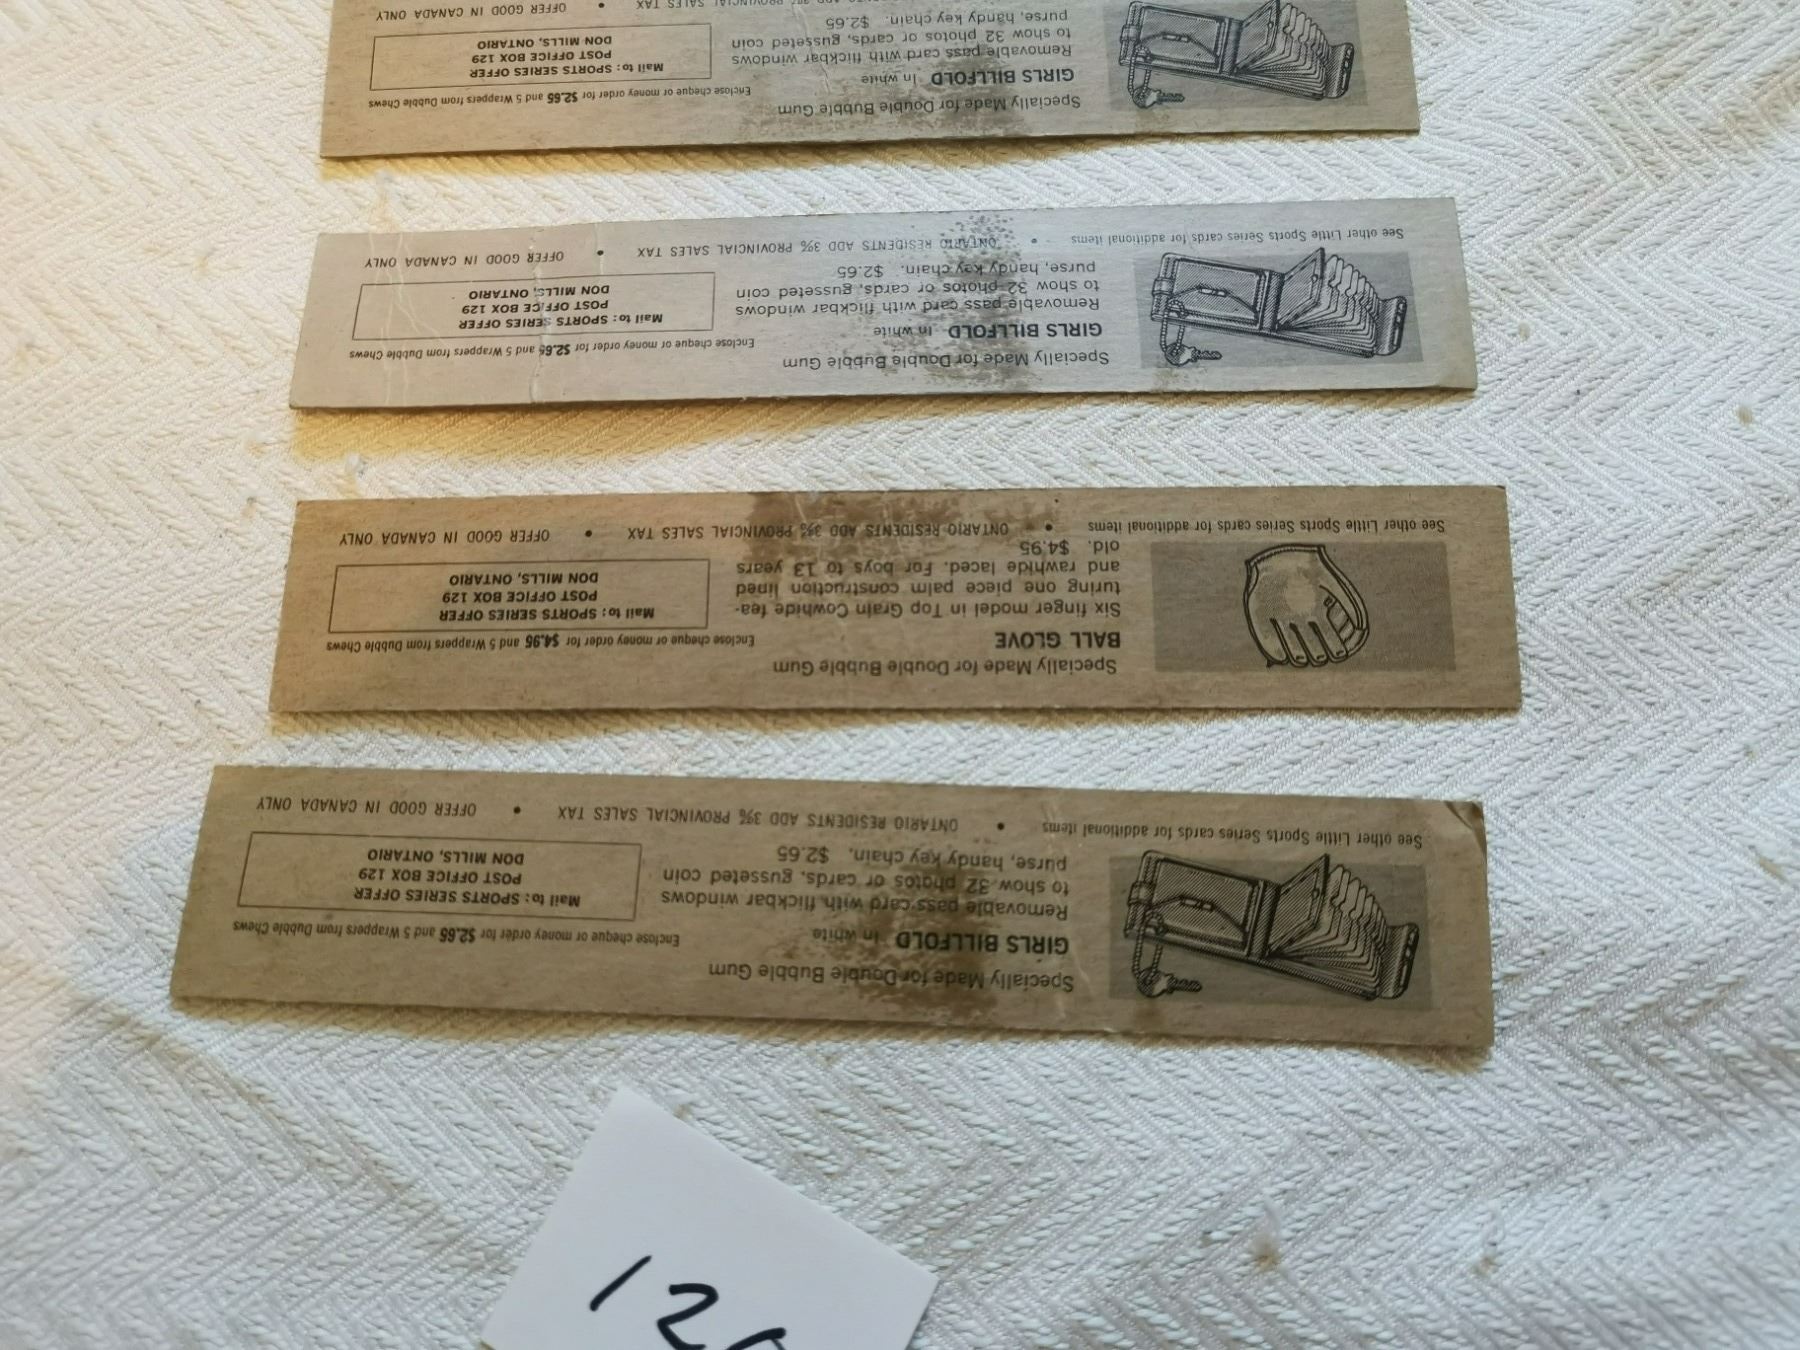 Specially Made for Double Bubble Gum
GIRLS BILLFOLD In white
Removable pass card with flickbar windows
to show 32 photos or cards, gusseted coin
purse, handy key chain. $2.65
Enclose cheque or money order for $2.65 and 5 Wrappers from Dubble Chews
Mail to: SPORTS SERIES OFFER
POST OFFICE BOX 129
DON MILLS, ONTARIO
See other Little Sports Series cards for additional items • ONTARIO RESIDENTS ADD 3% PROVINCIAL SALES TAX • OFFER GOOD IN CANADA ONLY
Specially Made for Double Bubble Gum
BALL GLOVE
Six finger model in Top Grain Cowhide fea-
turing one piece palm construction lined
and rawhide laced. For boys to 13 years
old. $4.95
Enclose cheque or money order for $4.95 and 5 Wrappers from Dubble Chews
Mail to: SPORTS SERIES OFFER
POST OFFICE BOX 129
DON MILLS, ONTARIO
See other Little Sports Series cards for additional items • ONTARIO RESIDENTS ADD 3% PROVINCIAL SALES TAX • OFFER GOOD IN CANADA ONLY
Specially Made for Double Bubble Gum
GIRLS BILLFOLD In white
Removable pass card with flickbar windows
to show 32 photos or cards, gusseted coin
purse, handy key chain. $2.65
Enclose cheque or money order for $2.65 and 5 Wrappers from Dubble Chews
Mail to: SPORTS SERIES OFFER
POST OFFICE BOX 129
DON MILLS, ONTARIO
See other Little Sports Series cards for additional items • ONTARIO RESIDENTS ADD 3% PROVINCIAL SALES TAX • OFFER GOOD IN CANADA ONLY
Specially Made for Double Bubble Gum
GIRLS BILLFOLD In white
Removable pass card with flickbar windows
to show 32 photos or cards, gusseted coin
purse, handy key chain. $2.65
Enclose cheque or money order for $2.65 and 5 Wrappers from Dubble Chews
Mail to: SPORTS SERIES OFFER
POST OFFICE BOX 129
DON MILLS, ONTARIO
PROVINCIAL SALES TAX • OFFER GOOD IN CANADA ONLY
12